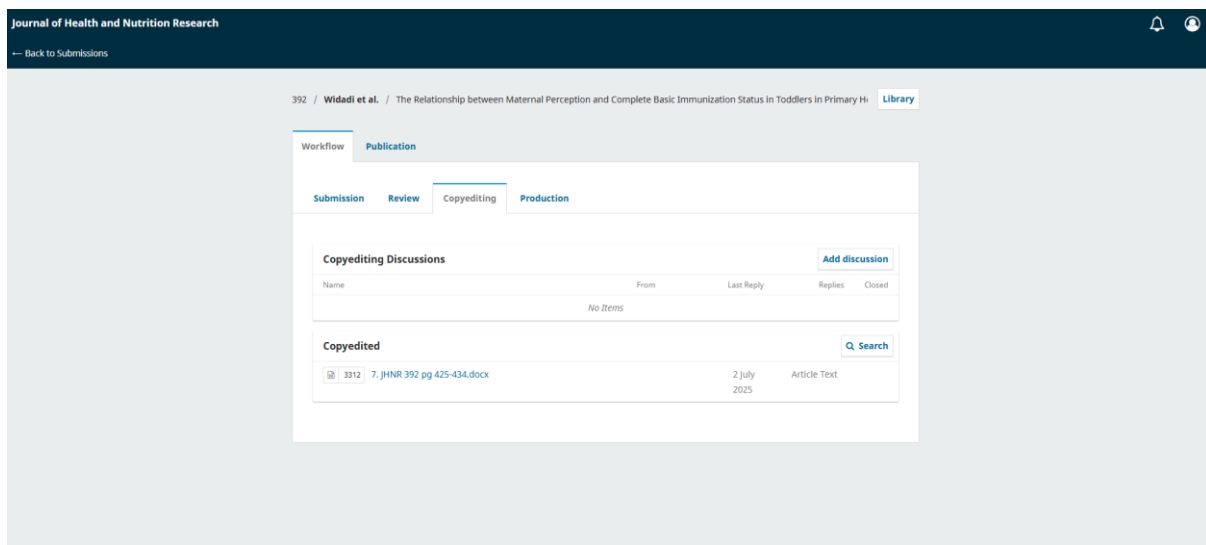 Journal of Health and Nutrition Research
← Back to Submissions
392 / Widadi et al. / The Relationship between Maternal Perception and Complete Basic Immunization Status in Toddlers in Primary H
Library
Workflow Publication
Submission Review Copyediting Production
Copyediting Discussions Add discussion
Name From Last Reply Replies Closed
No Items
Copyedited Search
3312 7. JHNR 392 pg 425-434.docx 2 July Article Text
2025